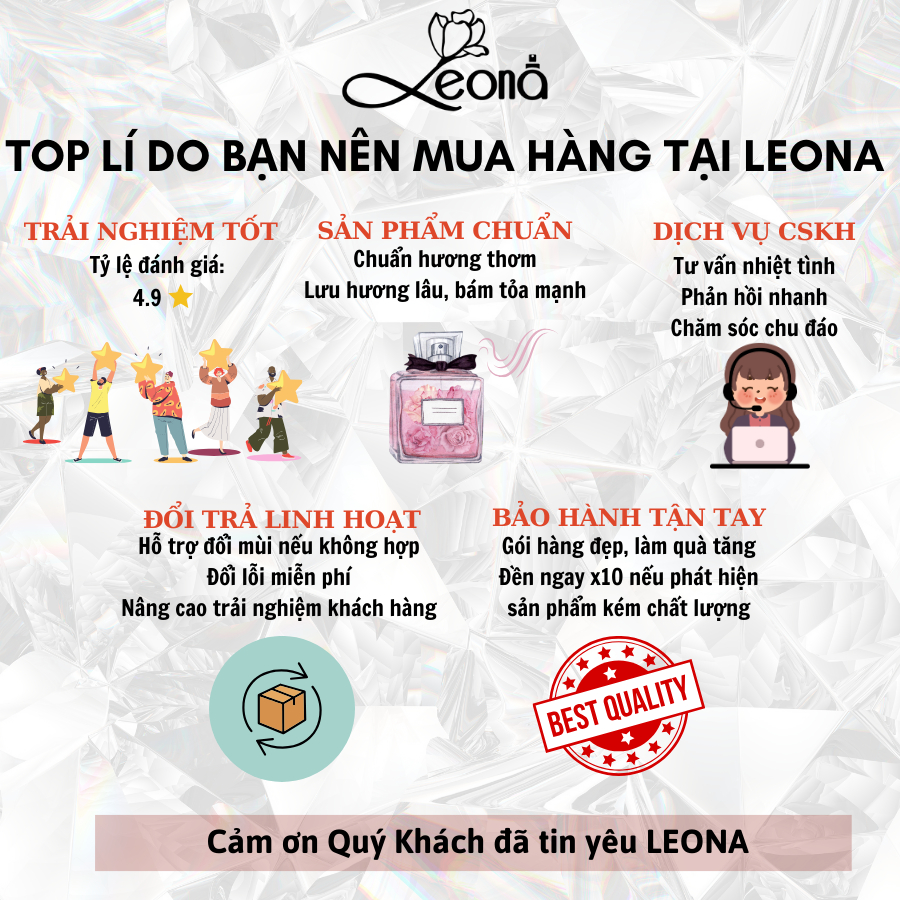 Leona
TOP LÍ DO BẠN NÊN MUA HÀNG TẠI LEONA
TRẢI NGHIỆM TỐT
Tỷ lệ đánh giá:
4.9
SẢN PHẨM CHUẨN
Chuẩn hương thơm
Lưu hương lâu, bám tỏa mạnh
DỊCH VỤ CSKH
Tư vấn nhiệt tình
Phản hồi nhanh
Chăm sóc chu đáo
ĐỔI TRẢ LINH HOẠT
Hỗ trợ đổi mùi nếu không hợp
Đổi lỗi miễn phí
Nâng cao trải nghiệm khách hàng
BẢO HÀNH TẬN TAY
Gói hàng đẹp, làm quà tăng
Đền ngay x10 nếu phát hiện
sản phẩm kém chất lượng
BEST QUALITY
Cảm ơn Quý Khách đã tin yêu LEONA